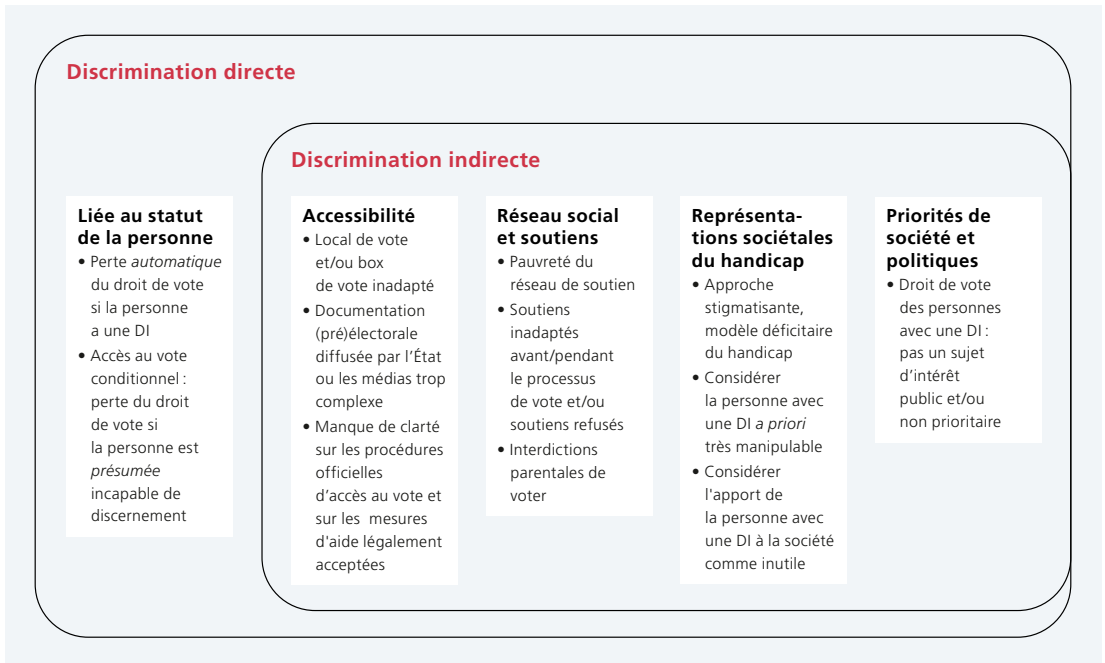 Discrimination directe
Discrimination indirecte
Liée au statut
de la personne
• Perte automatique
du droit de vote
si la personne
a une DI
• Accès au vote
conditionnel :
perte du droit
de vote si
la personne est
présumée
incapable de
discernement
Accessibilité
• Local de vote
et/ou box
de vote inadapté
• Documentation
(pré)électorale
diffusée par l’État
ou les médias trop
complexe
• Manque de clarté
sur les procédures
officielles
d’accès au vote et
sur les mesures
d'aide légalement
acceptées
Réseau social
et soutiens
• Pauvreté du
réseau de soutien
• Soutiens
inadaptés
avant/pendant
le processus
de vote et/ou
soutiens refusés
• Interdictions
parentales de
voter
Représenta-
tions sociétales
du handicap
• Approche
stigmatisante,
modèle déficitaire
du handicap
• Considérer
la personne avec
une DI a priori
très manipulable
• Considérer
l'apport de
la personne avec
une DI à la société
comme inutile
Priorités de
société et
politiques
• Droit de vote
des personnes
avec une DI :
pas un sujet
d’intérêt
public et/ou
non prioritaire